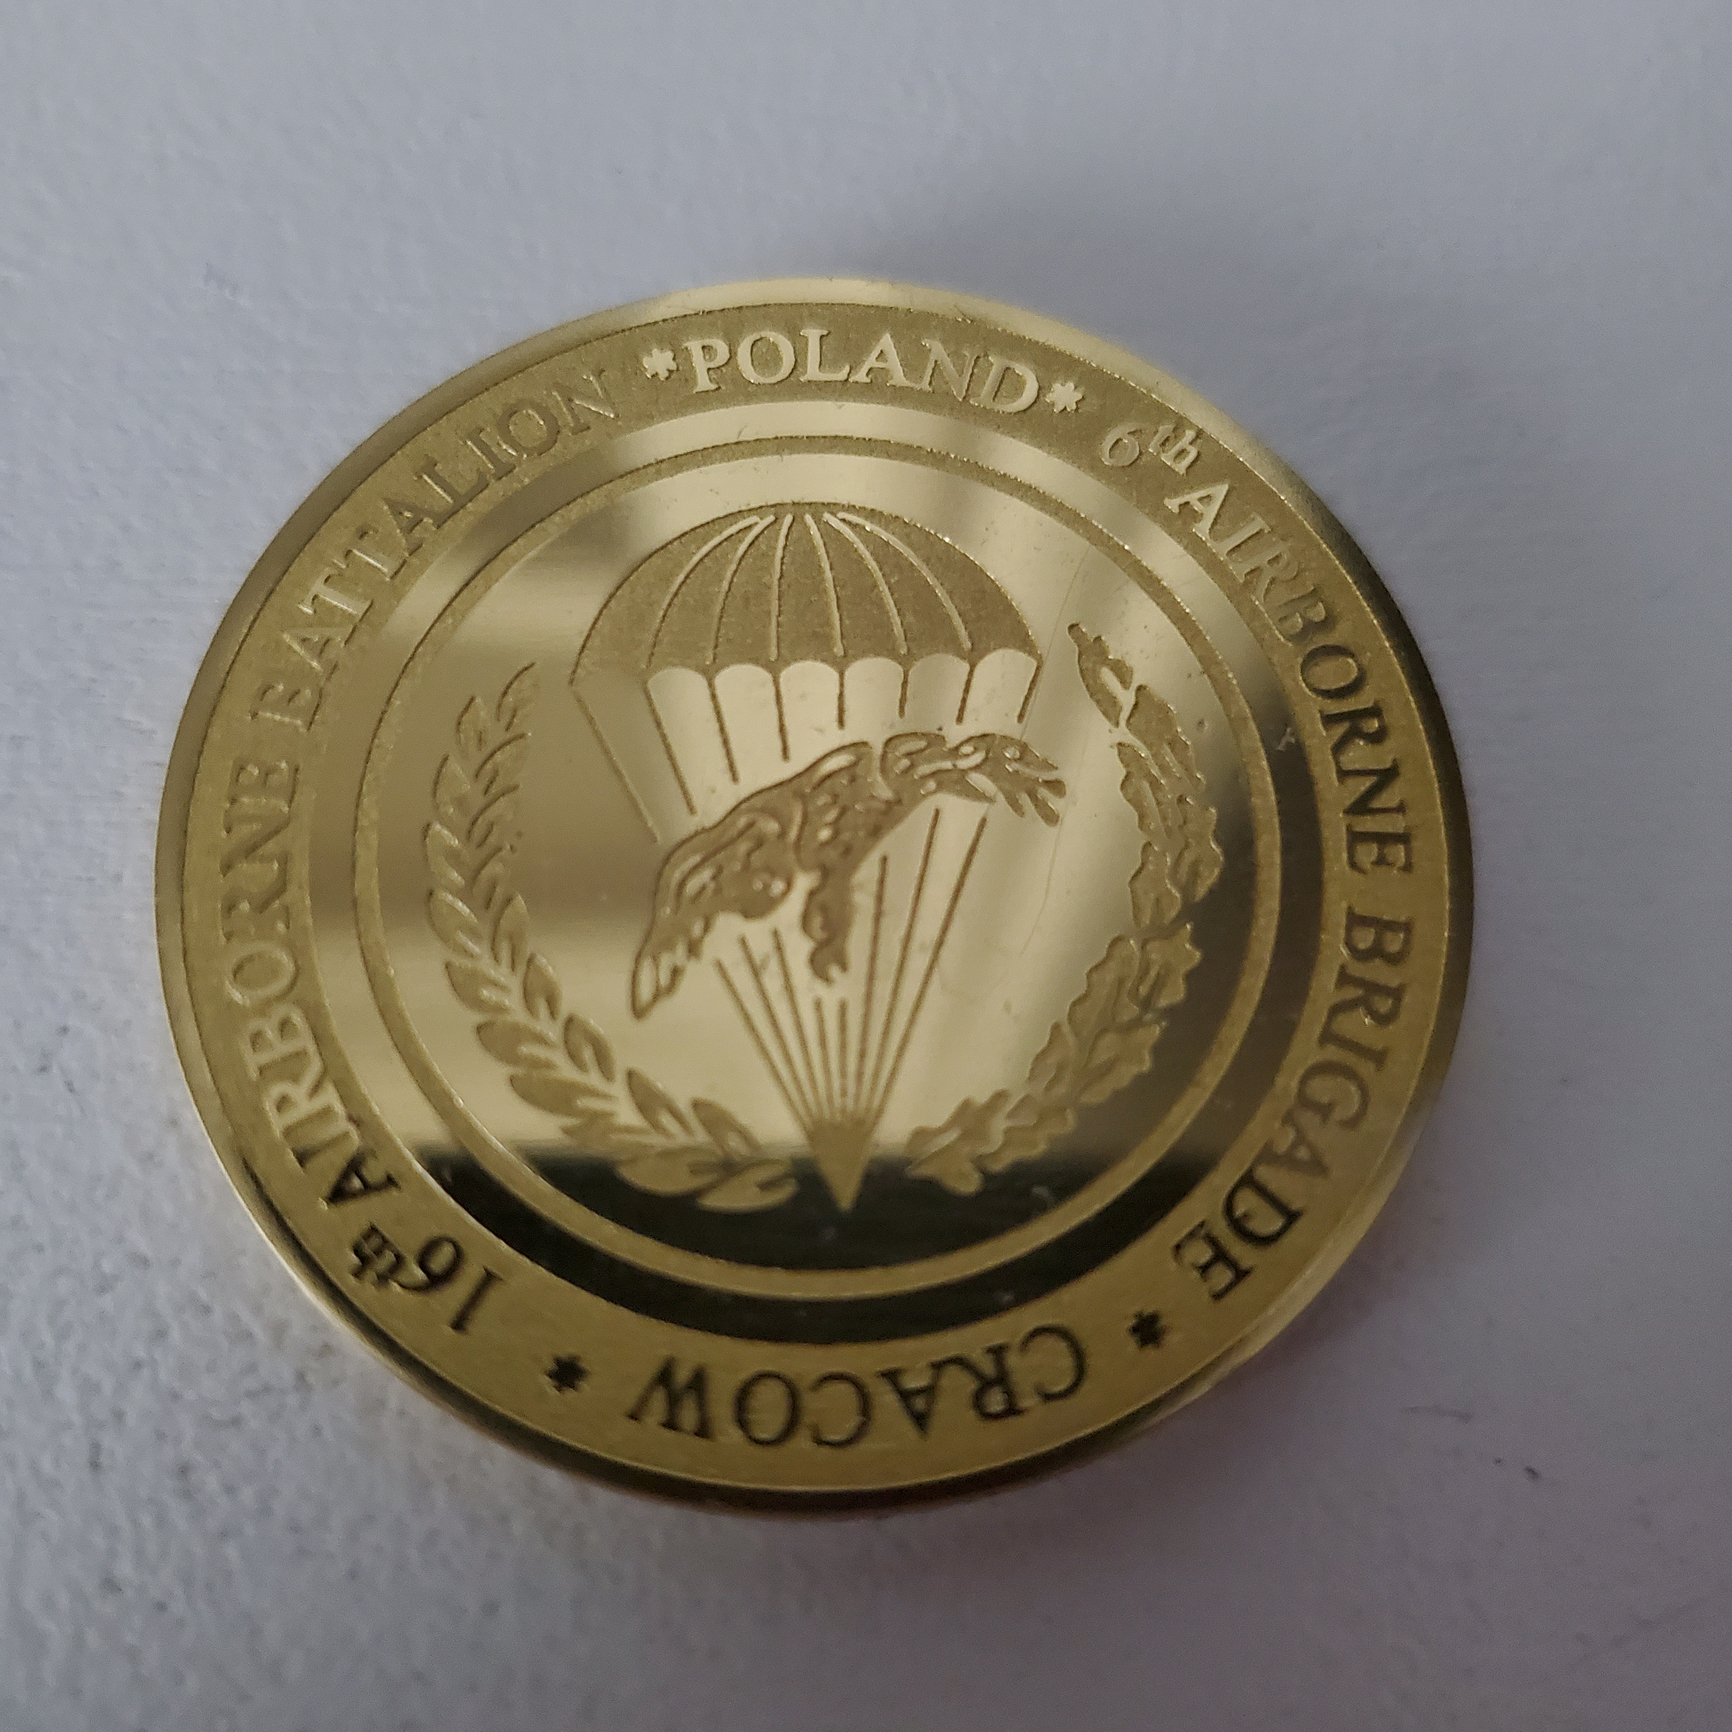 16th AIRBORNE BATTALION *POLAND* 6th AIRBORNE BRIGADE * CRACOW *